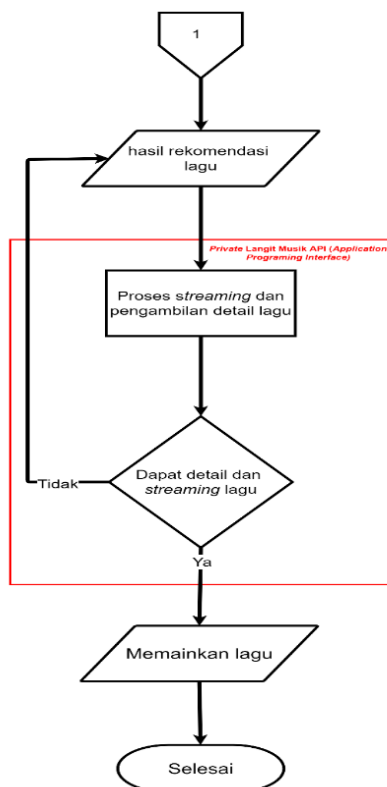 1
hasil rekomendasi
lagu
Private Langit Musik API (Application
Programing Interface)
Proses streaming dan
pengambilan detail lagu
Dapat detail dan
streaming lagu
Tidak
Ya
Memainkan lagu
Selesai